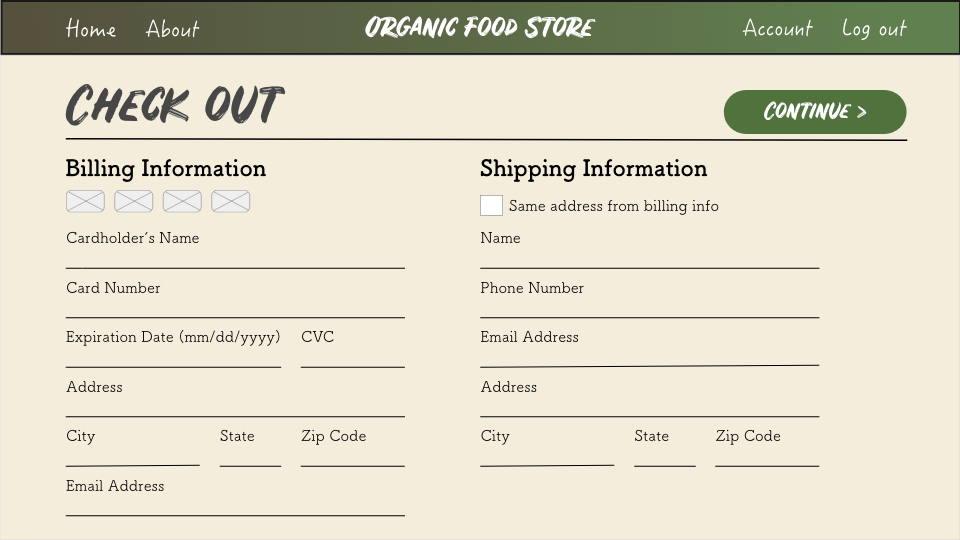 Home About ORGANIC FOOD STORE Account Log out
CHECK OUT
CONTINUE >
Billing Information
Cardholder's Name
Card Number
Expiration Date (mm/dd/yyyy) CVC
Address
City State Zip Code
Email Address
Shipping Information
Same address from billing info
Name
Phone Number
Email Address
Address
City State Zip Code